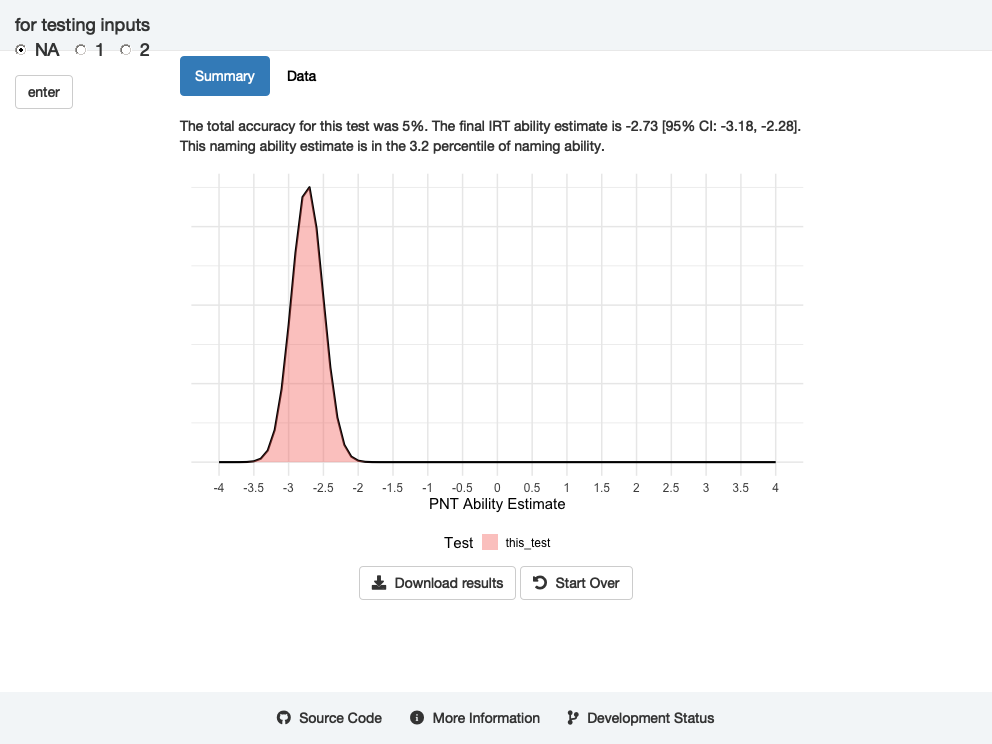 for testing inputs
NA 1 2
enter
Summary Data
The total accuracy for this test was 5%. The final IRT ability estimate is -2.73 [95% CI: -3.18, -2.28].
This naming ability estimate is in the 3.2 percentile of naming ability.
-4 -3.5 -3 -2.5 -2 -1.5 -1 -0.5 0 0.5 1 1.5 2 2.5 3 3.5 4
PNT Ability Estimate
Test this_test
Download results Start Over
Source Code More Information Development Status